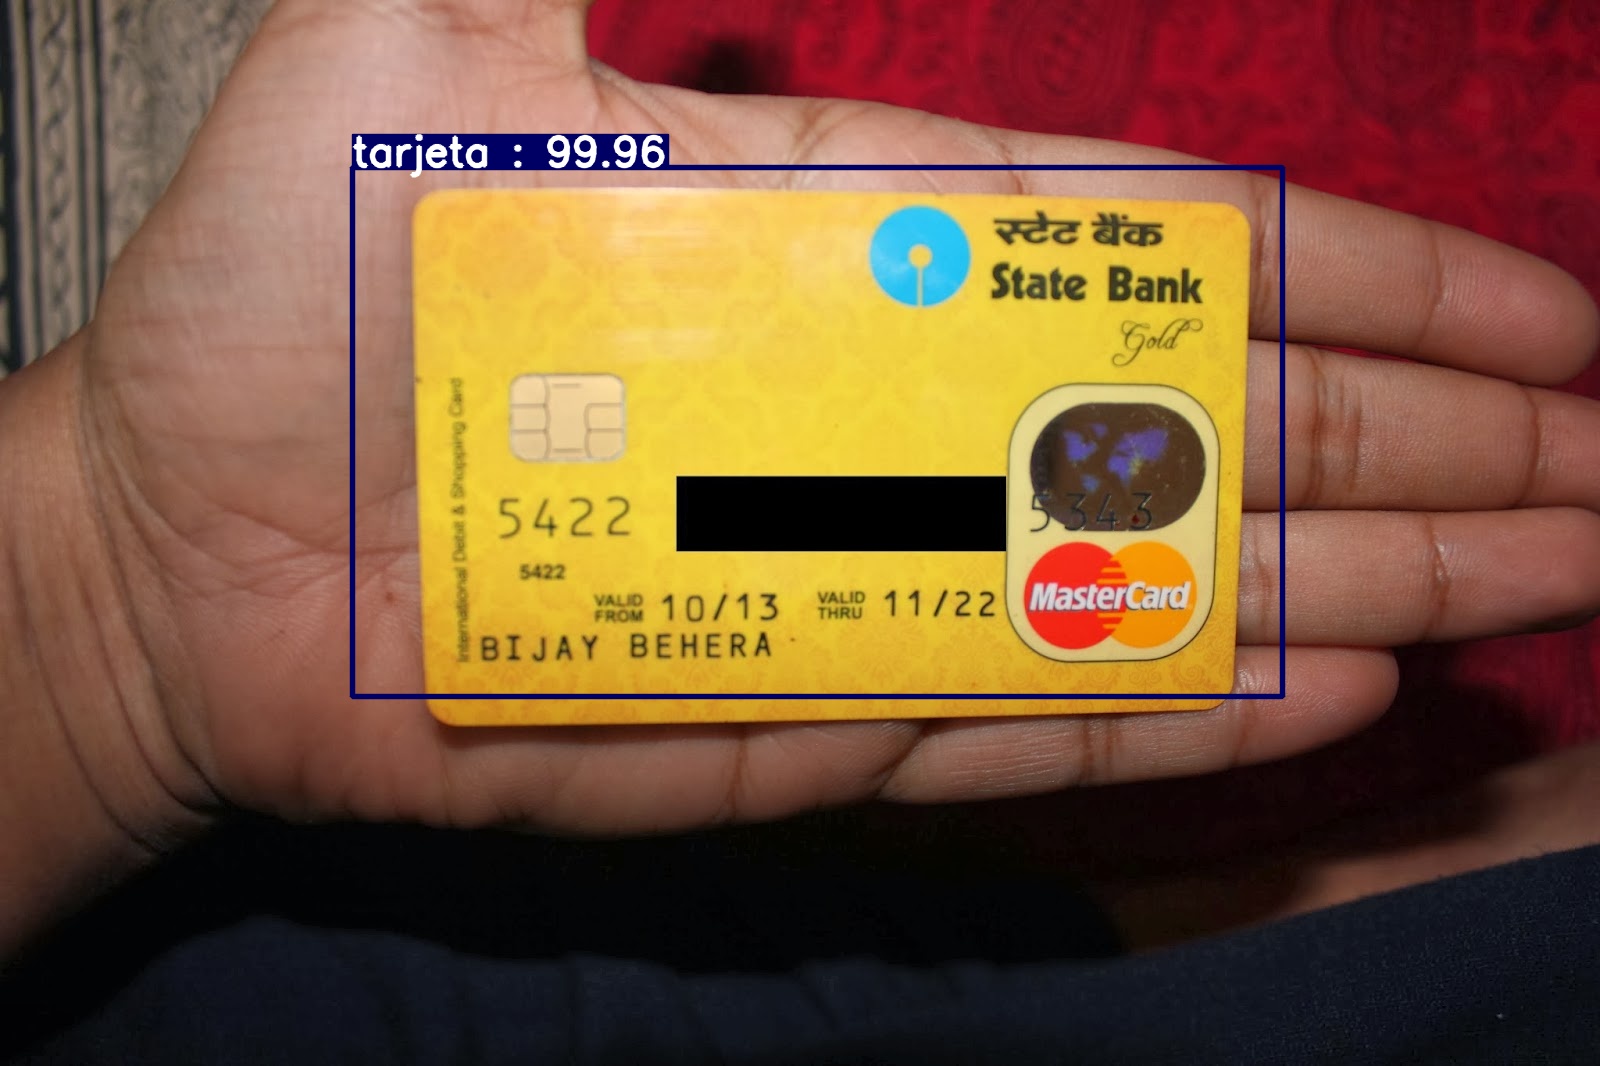 tarjeta : 99.96
स्टेट बैंक
State Bank
Gold
International Debit & Shopping Card
5422 5343
5422
VALID FROM 10/13 VALID THRU 11/22
BIJAY BEHERA
MasterCard